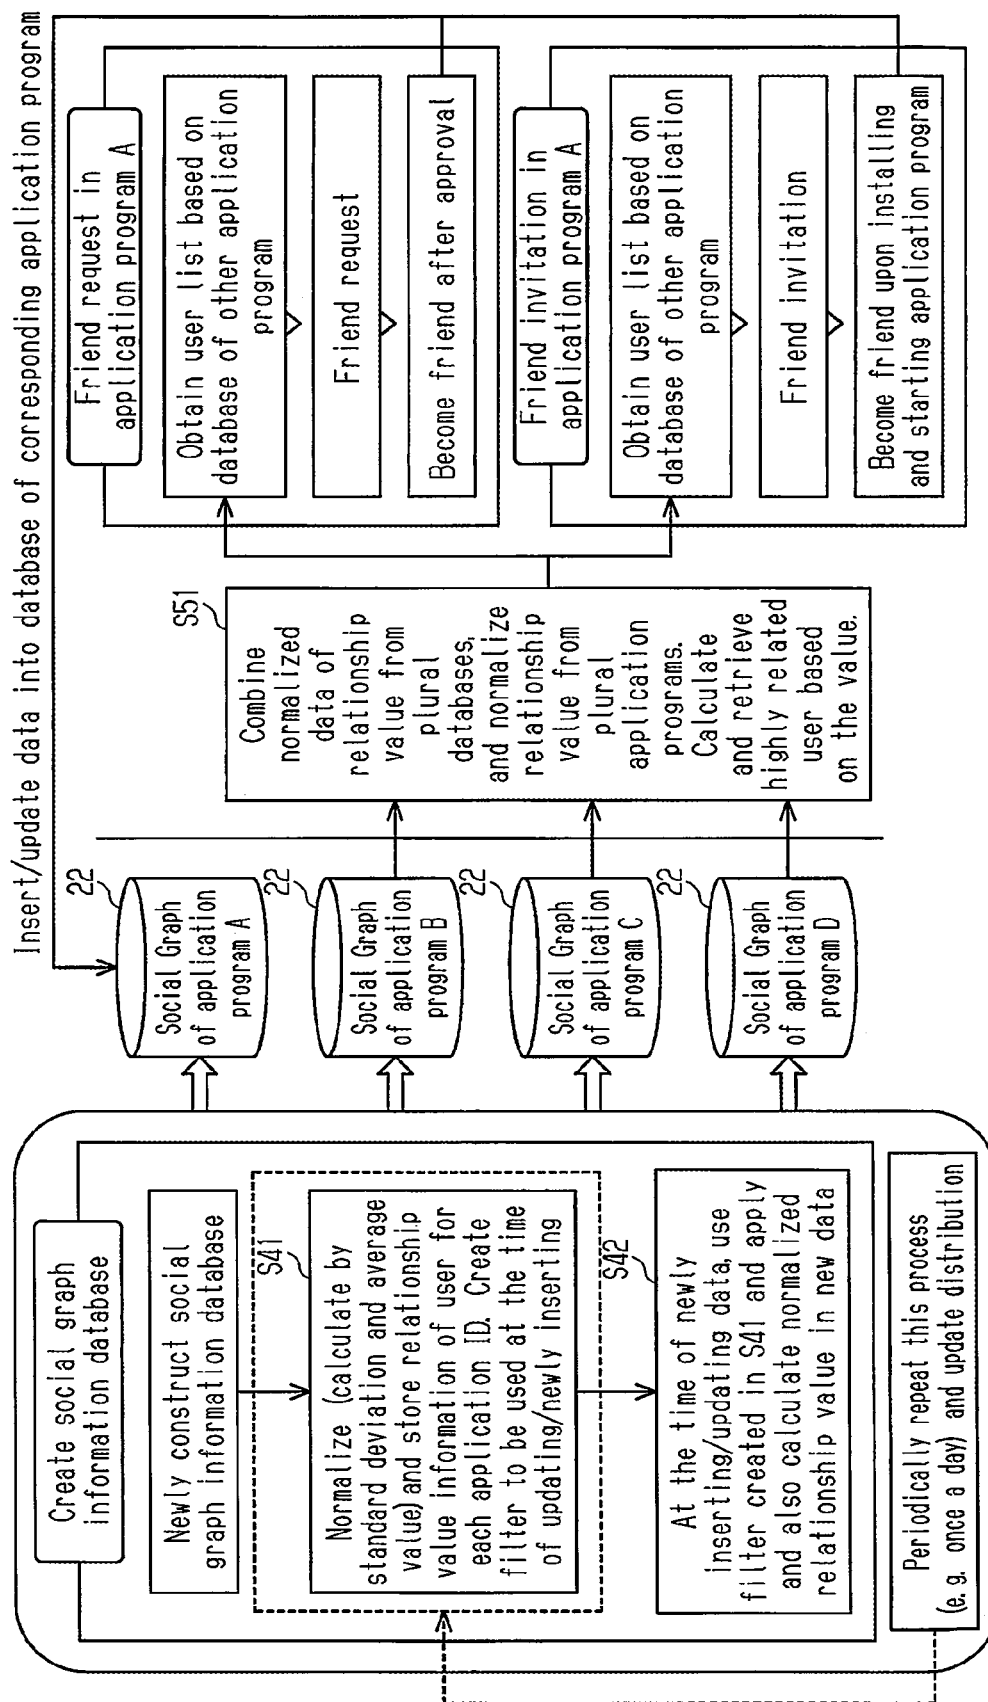 Insert/update data into database of corresponding application program
Create social graph
information database
Newly construct social
graph information database
S41
Normalize (calculate by
standard deviation and average
value) and store relationship
value information of user for
each application ID. Create
filter to be used at the time
of updating/newly inserting
S42
At the time of newly
inserting/updating data, use
filter created in S41 and apply
and also calculate normalized
relationship value in new data
Periodically repeat this process
(e.g. once a day) and update distribution
22
Social Graph
of application
program A
22
Social Graph
of application
program B
22
Social Graph
of application
program C
22
Social Graph
of application
program D
S51
Combine
normalized
data of
relationship
value from
plural
databases,
and normalize
relationship
value from
plural
application
programs.
Calculate
and retrieve
highly related
user based
on the value.
Friend request in
application program A
Obtain user list based on
database of other application
program
Friend request
Become friend after approval
Friend invitation in
application program A
Obtain user list based on
database of other application
program
Friend invitation
Become friend upon installing
and starting application program